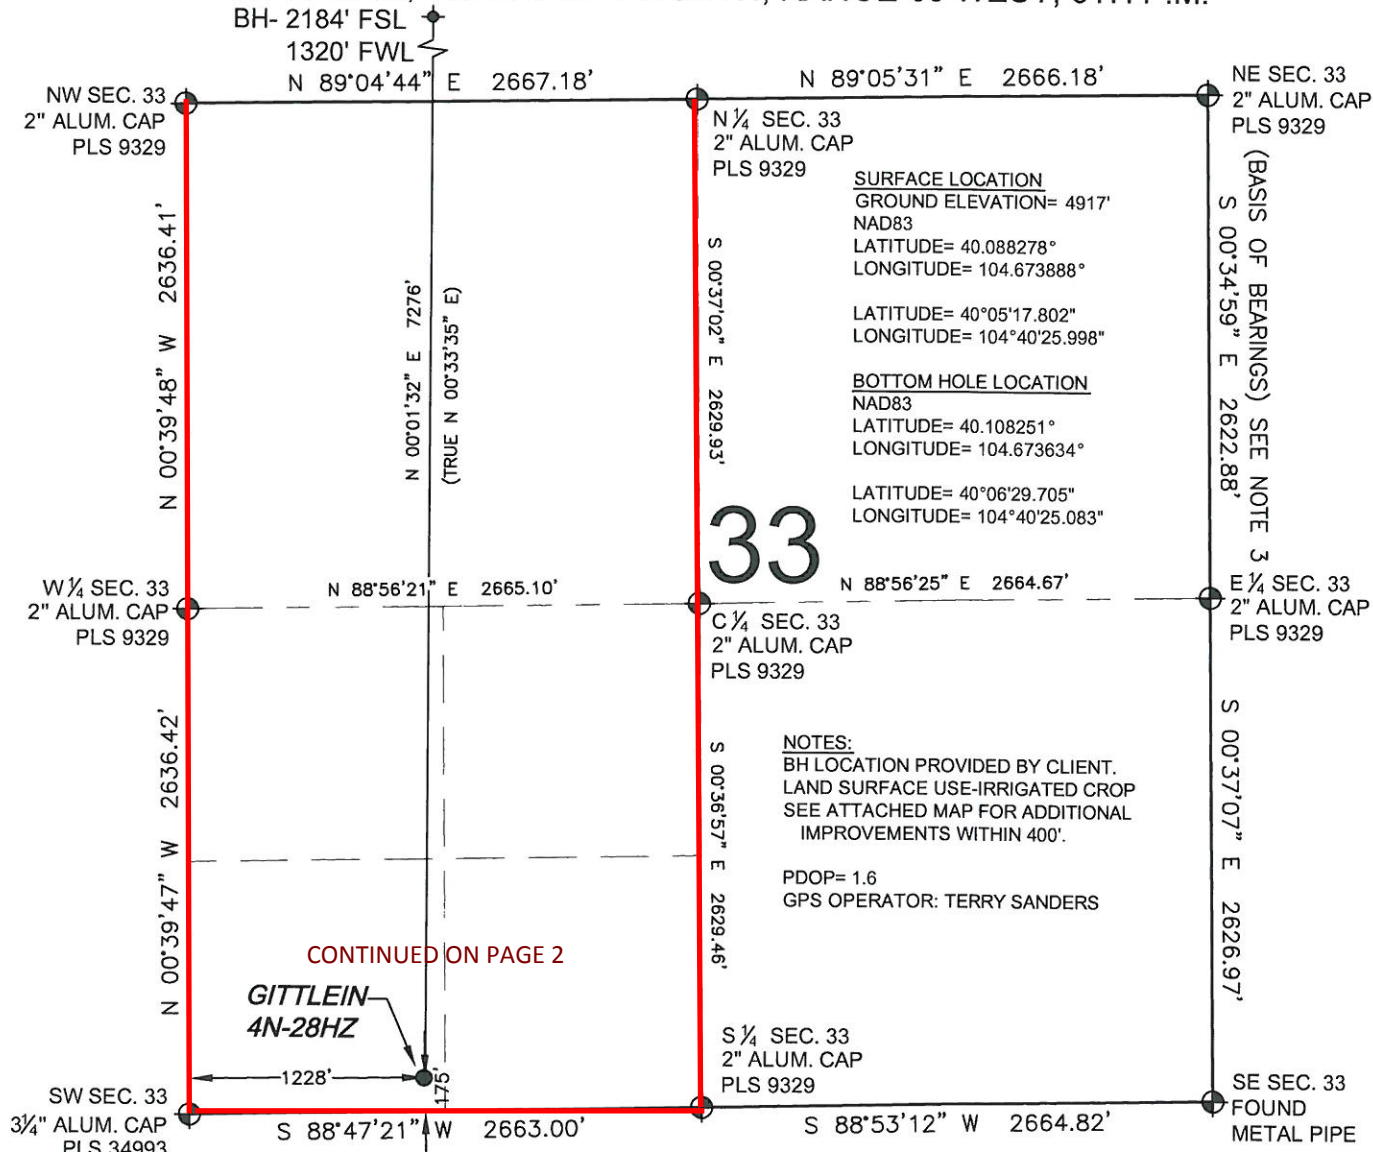 BH- 2184' FSL
1320' FWL
N 89°04'44" E 2667.18'
N 89°05'31" E 2666.18'
NW SEC. 33
2" ALUM. CAP
PLS 9329
N ¼ SEC. 33
2" ALUM. CAP
PLS 9329
NE SEC. 33
2" ALUM. CAP
PLS 9329
SURFACE LOCATION
GROUND ELEVATION= 4917'
NAD83
LATITUDE= 40.088278°
LONGITUDE= 104.673888°
LATITUDE= 40°05'17.802"
LONGITUDE= 104°40'25.998"
BOTTOM HOLE LOCATION
NAD83
LATITUDE= 40.108251°
LONGITUDE= 104.673634°
LATITUDE= 40°06'29.705"
LONGITUDE= 104°40'25.083"
N 00°39'48" W 2636.41'
N 00°01'32" E 7276'
(TRUE N 00°33'35" E)
S 00°37'02" E 2629.93'
S 00°34'59" E 2622.88'
(BASIS OF BEARINGS) SEE NOTE 3
33
W ¼ SEC. 33
2" ALUM. CAP
PLS 9329
N 88°56'21" E 2665.10'
N 88°56'25" E 2664.67'
C ¼ SEC. 33
2" ALUM. CAP
PLS 9329
E ¼ SEC. 33
2" ALUM. CAP
PLS 9329
N 00°39'47" W 2636.42'
S 00°36'57" E 2629.46'
S 00°37'07" E 2626.97'
NOTES:
BH LOCATION PROVIDED BY CLIENT.
LAND SURFACE USE-IRRIGATED CROP
SEE ATTACHED MAP FOR ADDITIONAL
IMPROVEMENTS WITHIN 400'.
PDOP= 1.6
GPS OPERATOR: TERRY SANDERS
CONTINUED ON PAGE 2
GITTLEIN
4N-28HZ
1228'
175'
SW SEC. 33
3¼" ALUM. CAP
PLS 34993
S ¼ SEC. 33
2" ALUM. CAP
PLS 9329
SE SEC. 33
FOUND
METAL PIPE
S 88°47'21" W 2663.00'
S 88°53'12" W 2664.82'